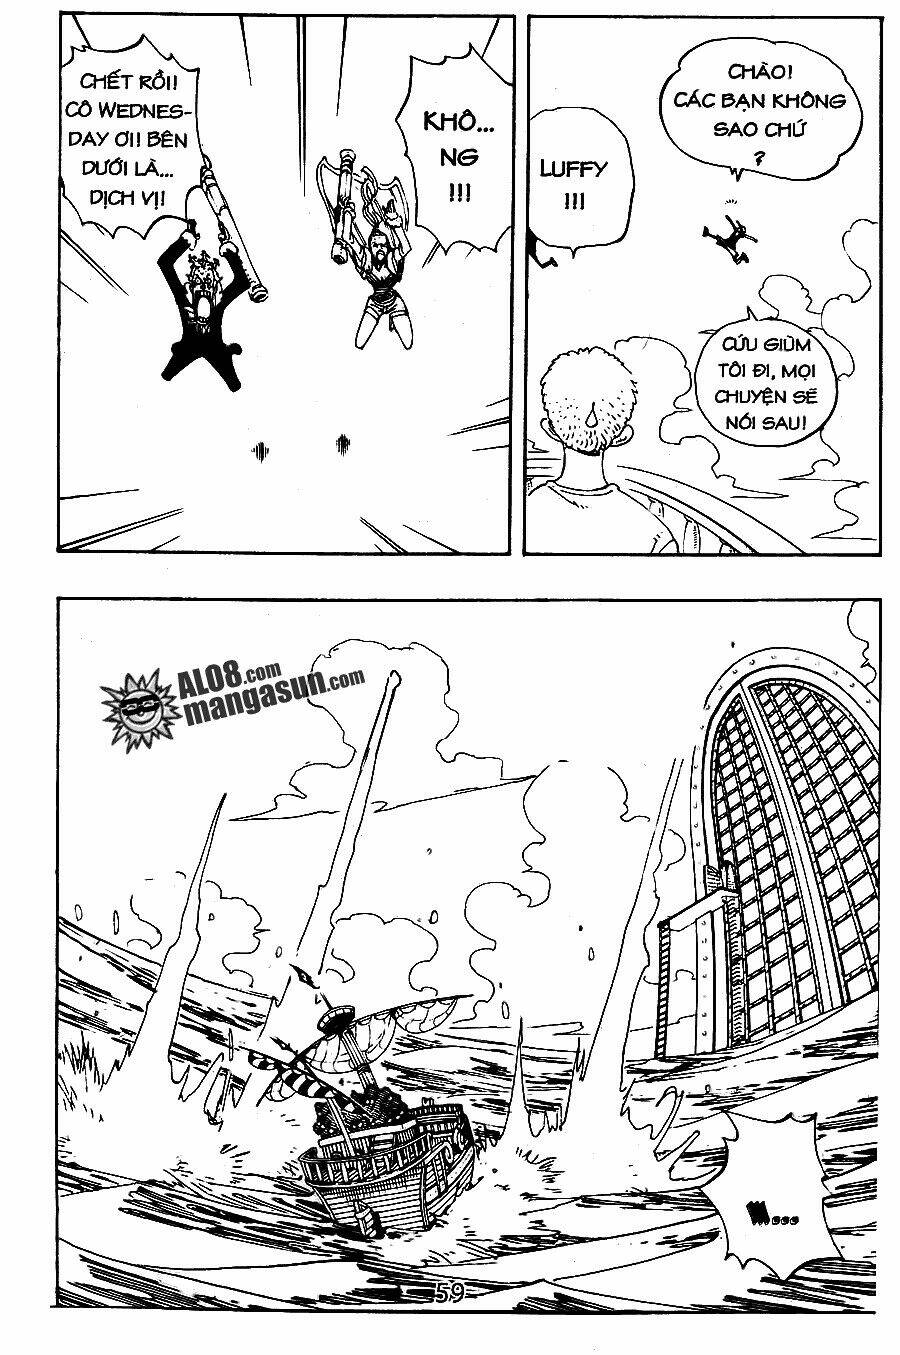 CHÀO!
CÁC BẠN KHÔNG
SAO CHỨ
?
LUFFY
!!!
CỨU GIÙM
TÔI ĐI, MỌI
CHUYỆN SẼ
NÓI SAU!
KHÔ...
NG
!!!
CHẾT RỒI!
CÔ WEDNES-
DAY ƠI! BÊN
DƯỚI LÀ...
DỊCH VỊ!
ALO8.com
mangasun.com
M...
59